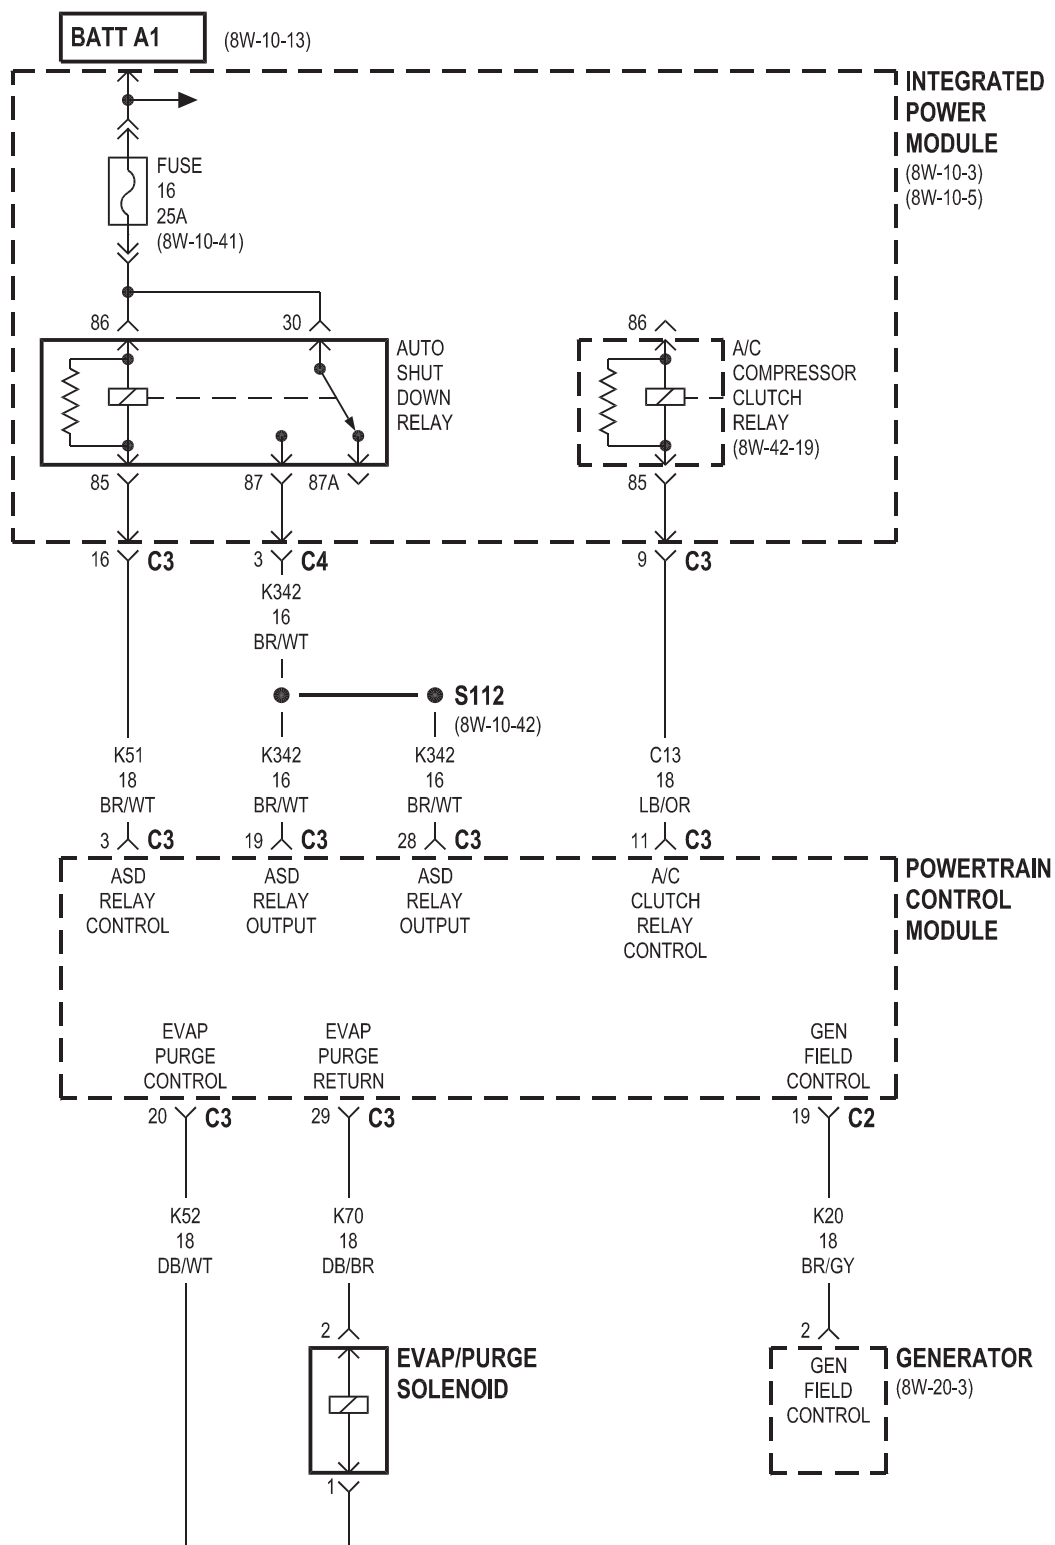 BATT A1
(8W-10-13)
INTEGRATED
POWER
MODULE
(8W-10-3)
(8W-10-5)
FUSE
16
25A
(8W-10-41)
86
30
86
AUTO
SHUT
DOWN
RELAY
A/C
COMPRESSOR
CLUTCH
RELAY
(8W-42-19)
85
87
87A
85
16 C3
3 C4
9 C3
K342
16
BR/WT
S112
(8W-10-42)
K51
18
BR/WT
K342
16
BR/WT
K342
16
BR/WT
C13
18
LB/OR
3 C3
19 C3
28 C3
11 C3
POWERTRAIN
CONTROL
MODULE
ASD
RELAY
CONTROL
ASD
RELAY
OUTPUT
ASD
RELAY
OUTPUT
A/C
CLUTCH
RELAY
CONTROL
EVAP
PURGE
CONTROL
EVAP
PURGE
RETURN
GEN
FIELD
CONTROL
20 C3
29 C3
19 C2
K52
18
DB/WT
K70
18
DB/BR
K20
18
BR/GY
2
2
EVAP/PURGE
SOLENOID
GEN
FIELD
CONTROL
GENERATOR
(8W-20-3)
1